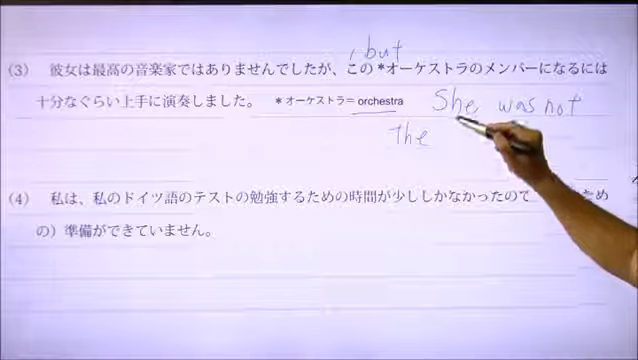 , but
(3) 彼女は最高の音楽家ではありませんでしたが、この*オーケストラのメンバーになるには
十分なぐらい上手に演奏しました。 *オーケストラ= orchestra She was not
The
(4) 私は、私のドイツ語のテストの勉強するための時間が少ししかなかったので ため
の）準備ができていません。